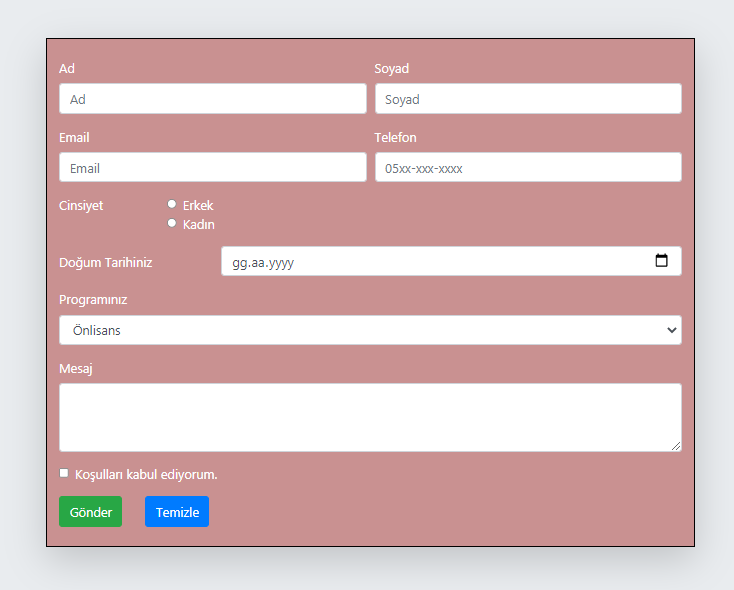 Ad Soyad
Ad Soyad
Email Telefon
Email 05xx-xxx-xxxx
Cinsiyet Erkek
Kadın
Doğum Tarihiniz gg.aa.yyyy
Programınız
Önlisans
Mesaj
Koşulları kabul ediyorum.
Gönder Temizle